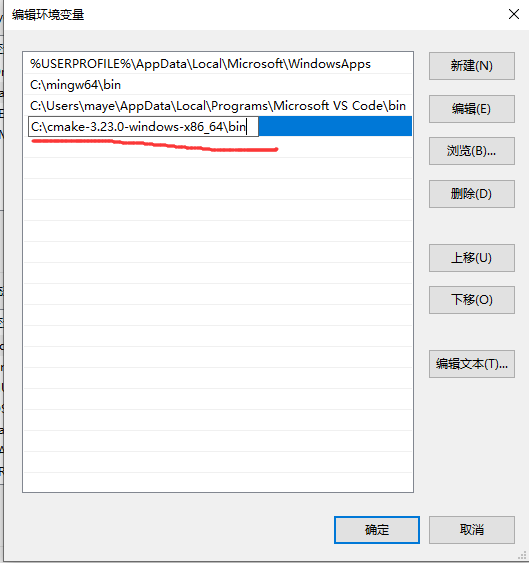 编辑环境变量
%USERPROFILE%\AppData\Local\Microsoft\WindowsApps
C:\mingw64\bin
C:\Users\maye\AppData\Local\Programs\Microsoft VS Code\bin
C:\cmake-3.23.0-windows-x86_64\bin
新建(N)
编辑(E)
浏览(B)...
删除(D)
上移(U)
下移(O)
编辑文本(T)...
确定
取消